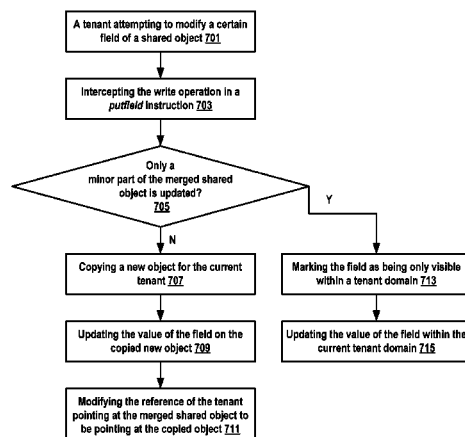 A tenant attempting to modify a certain
field of a shared object 701
Intercepting the write operation in a
putfield instruction 703
Only a
minor part of the merged shared
object is updated?
705
Y
N
Copying a new object for the current
tenant 707
Marking the field as being only visible
within a tenant domain 713
Updating the value of the field on the
copied new object 709
Updating the value of the field within the
current tenant domain 715
Modifying the reference of the tenant
pointing at the merged shared object to
be pointing at the copied object 711